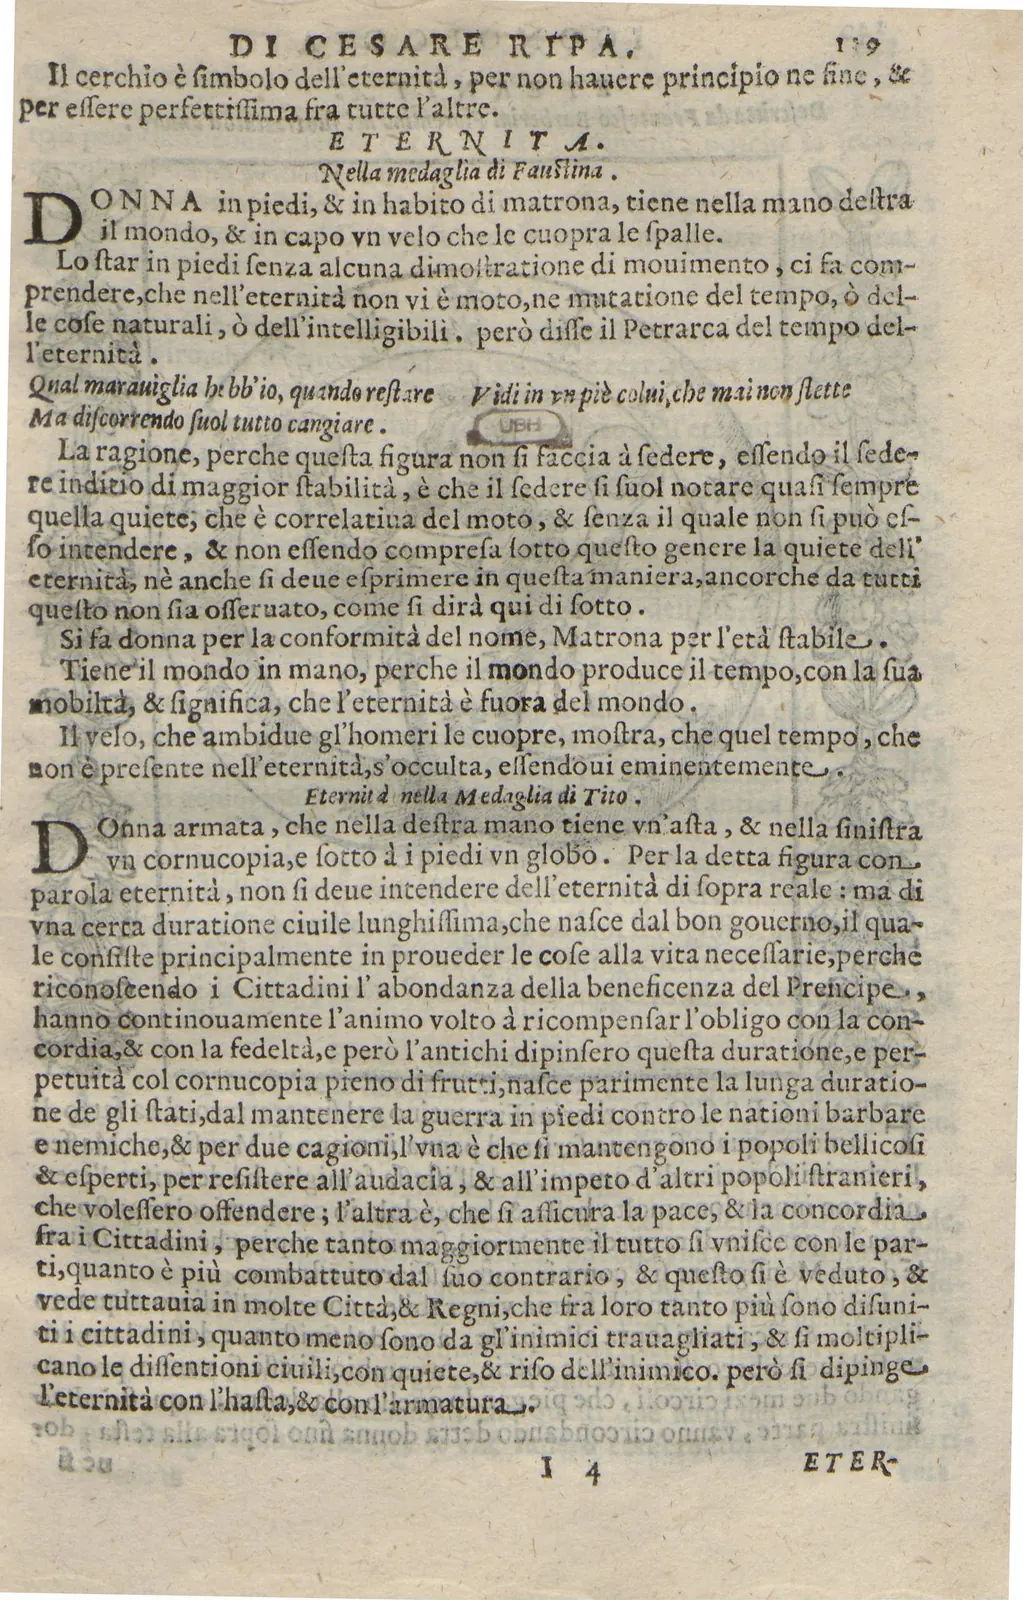 DI CESARE RIPA. 139
Il cerchio è ſimbolo dell'eternità, per non hauere principio ne fine, &
per eſſere perfettiſſima fra tutte l'altre.
ETERNITA.
Nella medaglia di Fauſtina.
DONNA in piedi, & in habito di matrona, tiene nella mano deſtra
il mondo, & in capo vn velo che le cuopra le ſpalle.
Lo ſtar in piedi ſenza alcuna dimoſtratione di mouimento, ci fa com-
prendere, che nell'eternità non vi è moto, ne mutatione del tempo, ò del-
le coſe naturali, ò dell'intelligibili. però diſſe il Petrarca del tempo del-
l'eternità.
Qual marauiglia hebb'io, quando reſtare Vidi in vn piè colui, che mai non ſtette
Ma diſcorrendo ſuol tutto cangiare.
UBH
La ragione, perche queſta figura non ſi faccia à ſedere, eſſendo il ſede-
re inditio di maggior ſtabilità, è che il ſedere ſi ſuol notare quaſi ſempre
quella quiete, che è correlatiua del moto, & ſenza il quale non ſi può eſ-
ſo intendere, & non eſſendo compreſa ſotto queſto genere la quiete dell'
eternità, nè anche ſi deue eſprimere in queſta maniera, ancorche da tutti
queſto non ſia oſſeruato, come ſi dirà qui di ſotto.
Si fa donna per la conformità del nome, Matrona per l'età ſtabile.
Tiene il mondo in mano, perche il mondo produce il tempo, con la ſua
mobiltà, & ſignifica, che l'eternità è fuora del mondo.
Il velo, che ambidue gl'homeri le cuopre, moſtra, che quel tempo, che
non è preſente nell'eternità, s'occulta, eſſendoui eminentemente.
Eternità nella Medaglia di Tito.
DOnna armata, che nella deſtra mano tiene vn'aſta, & nella ſiniſtra
vn cornucopia, e ſotto à i piedi vn globo. Per la detta figura con
parola eternità, non ſi deue intendere dell'eternità di ſopra reale: ma di
vna certa duratione ciuile lunghiſſima, che naſce dal bon gouerno, il qua-
le conſiſte principalmente in proueder le coſe alla vita neceſſarie, perche
riconoſcendo i Cittadini l'abondanza della beneficenza del Prencipe,
hanno continouamente l'animo volto à ricompenſar l'obligo con la con-
cordia, & con la fedeltà, e però l'antichi dipinſero queſta duratione, e per-
petuità col cornucopia pieno di frutti, naſce parimente la lunga duratio-
ne de gli ſtati, dal mantenere la guerra in piedi contro le nationi barbare
e nemiche, & per due cagioni, l'vna è che ſi mantengono i popoli bellicoſi
& eſperti, per reſiſtere all'audacia, & all'impeto d'altri popoli ſtranieri,
che voleſſero offendere; l'altra è, che ſi aſſicura la pace, & la concordia
fra i Cittadini, perche tanto maggiormente il tutto ſi vniſce con le par-
ti, quanto è più combattuto dal ſuo contrario, & queſto ſi è veduto, &
vede tuttauia in molte Città, & Regni, che fra loro tanto più ſono diſuni-
ti i cittadini, quanto meno ſono da gl'inimici trauagliati, & ſi moltipli-
cano le diſſentioni ciuili, con quiete, & riſo dell'inimico. però ſi dipinge
l'eternità con l'haſta, & con l'armatura.
I 4 ETER-